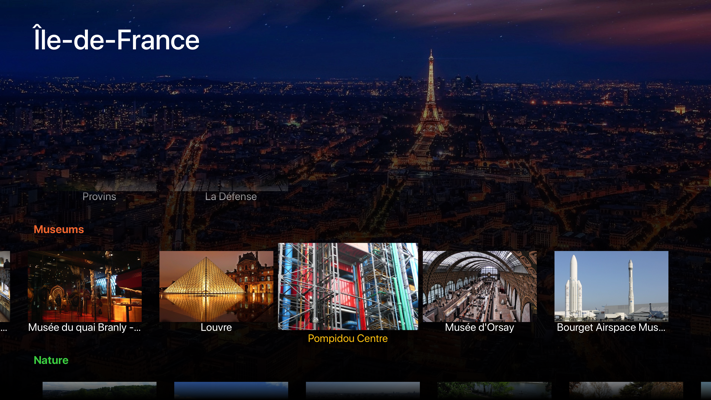 Île-de-France
Provins
La Défense
Museums
...
Musée du quai Branly -...
Louvre
Pompidou Centre
Musée d'Orsay
Bourget Airspace Mus...
Nature